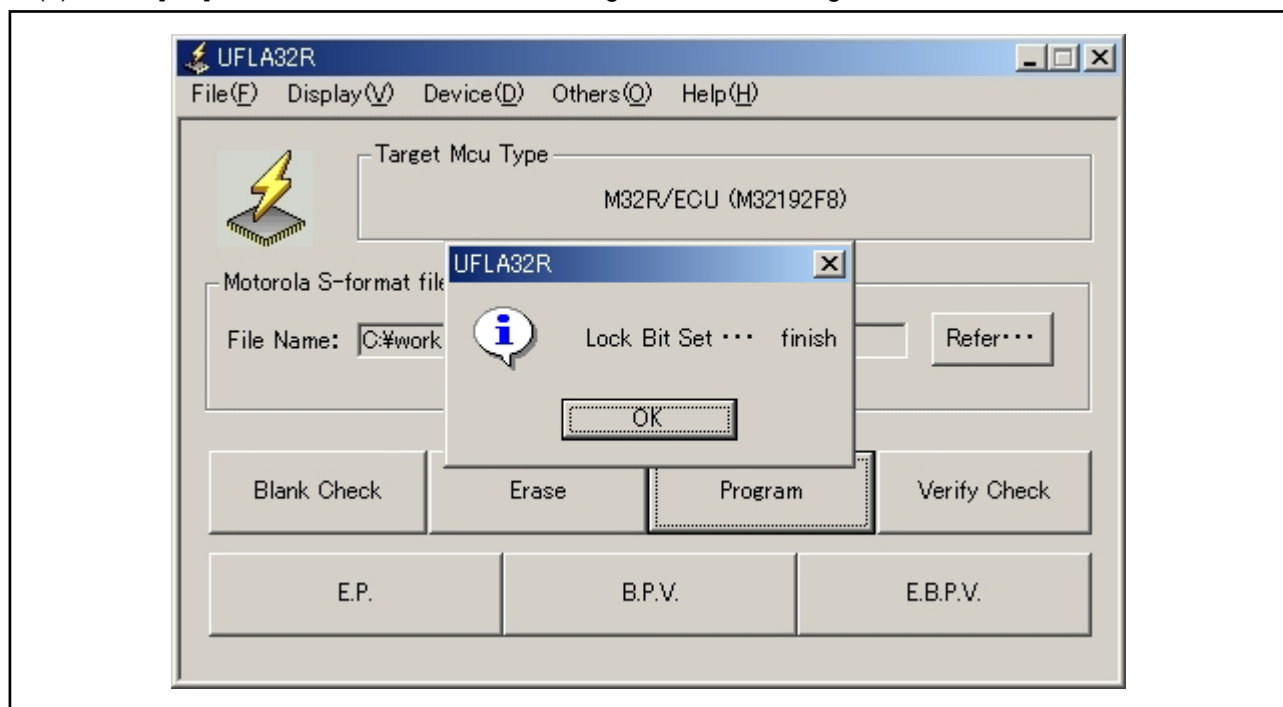 UFLA32R
File(F) Display(V) Device(D) Others(O) Help(H)
Target Mcu Type
M32R/ECU (M32192F8)
Motorola S-format file
File Name: C:¥work
Refer･･･
UFLA32R
Lock Bit Set ･･･ finish
OK
Blank Check Erase Program Verify Check
E.P. B.P.V. E.B.P.V.